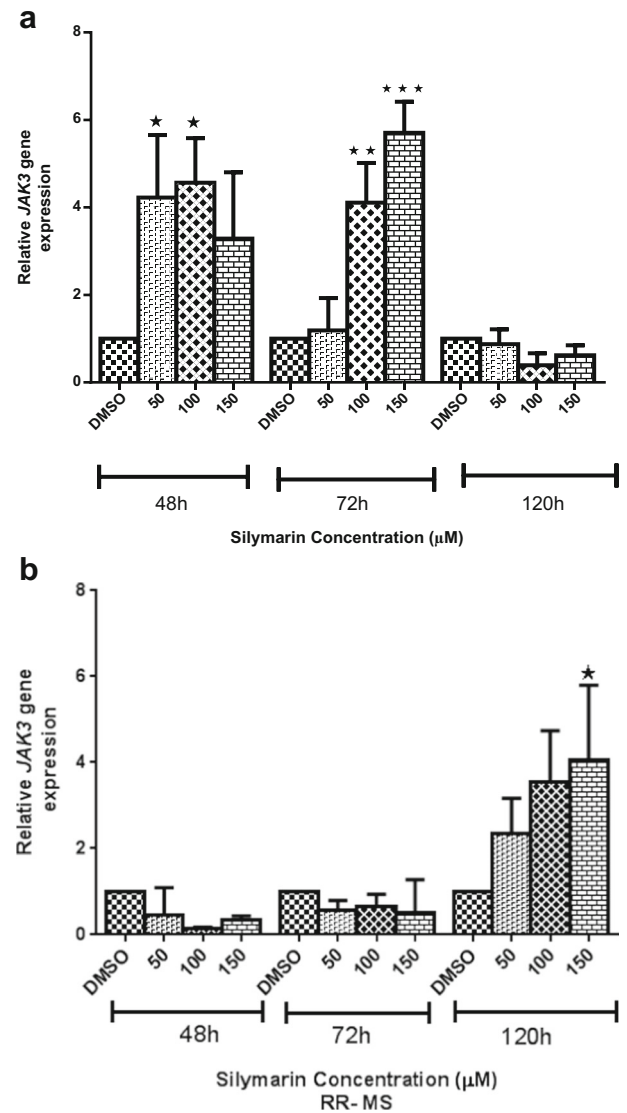 a
Relative JAK3 gene
expression
8
6
4
2
0
★ ★ ★ ★ ★ ★ ★
DMSO 50 100 150 DMSO 50 100 150 DMSO 50 100 150
48h 72h 120h
Silymarin Concentration (μM)
b
Relative JAK3 gene
expression
8
6
4
2
0
★
DMSO 50 100 150 DMSO 50 100 150 DMSO 50 100 150
48h 72h 120h
Silymarin Concentration (μM)
RR- MS